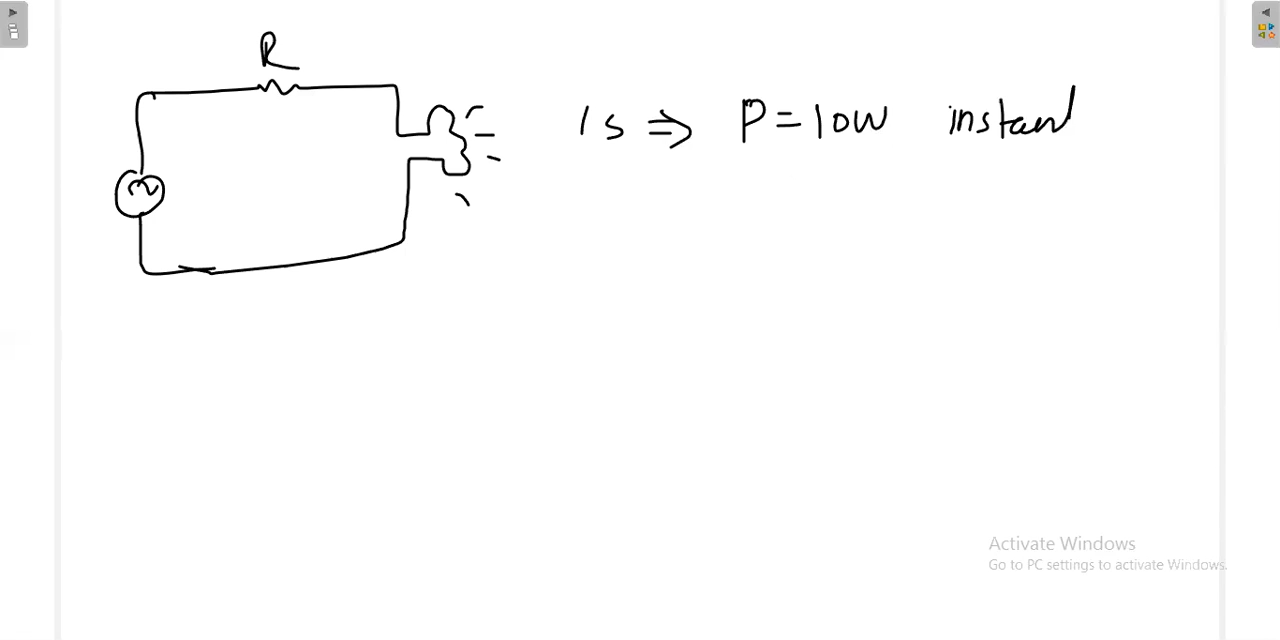 R
1s ⇒ P = 10W instant
Activate Windows
Go to PC settings to activate Windows.